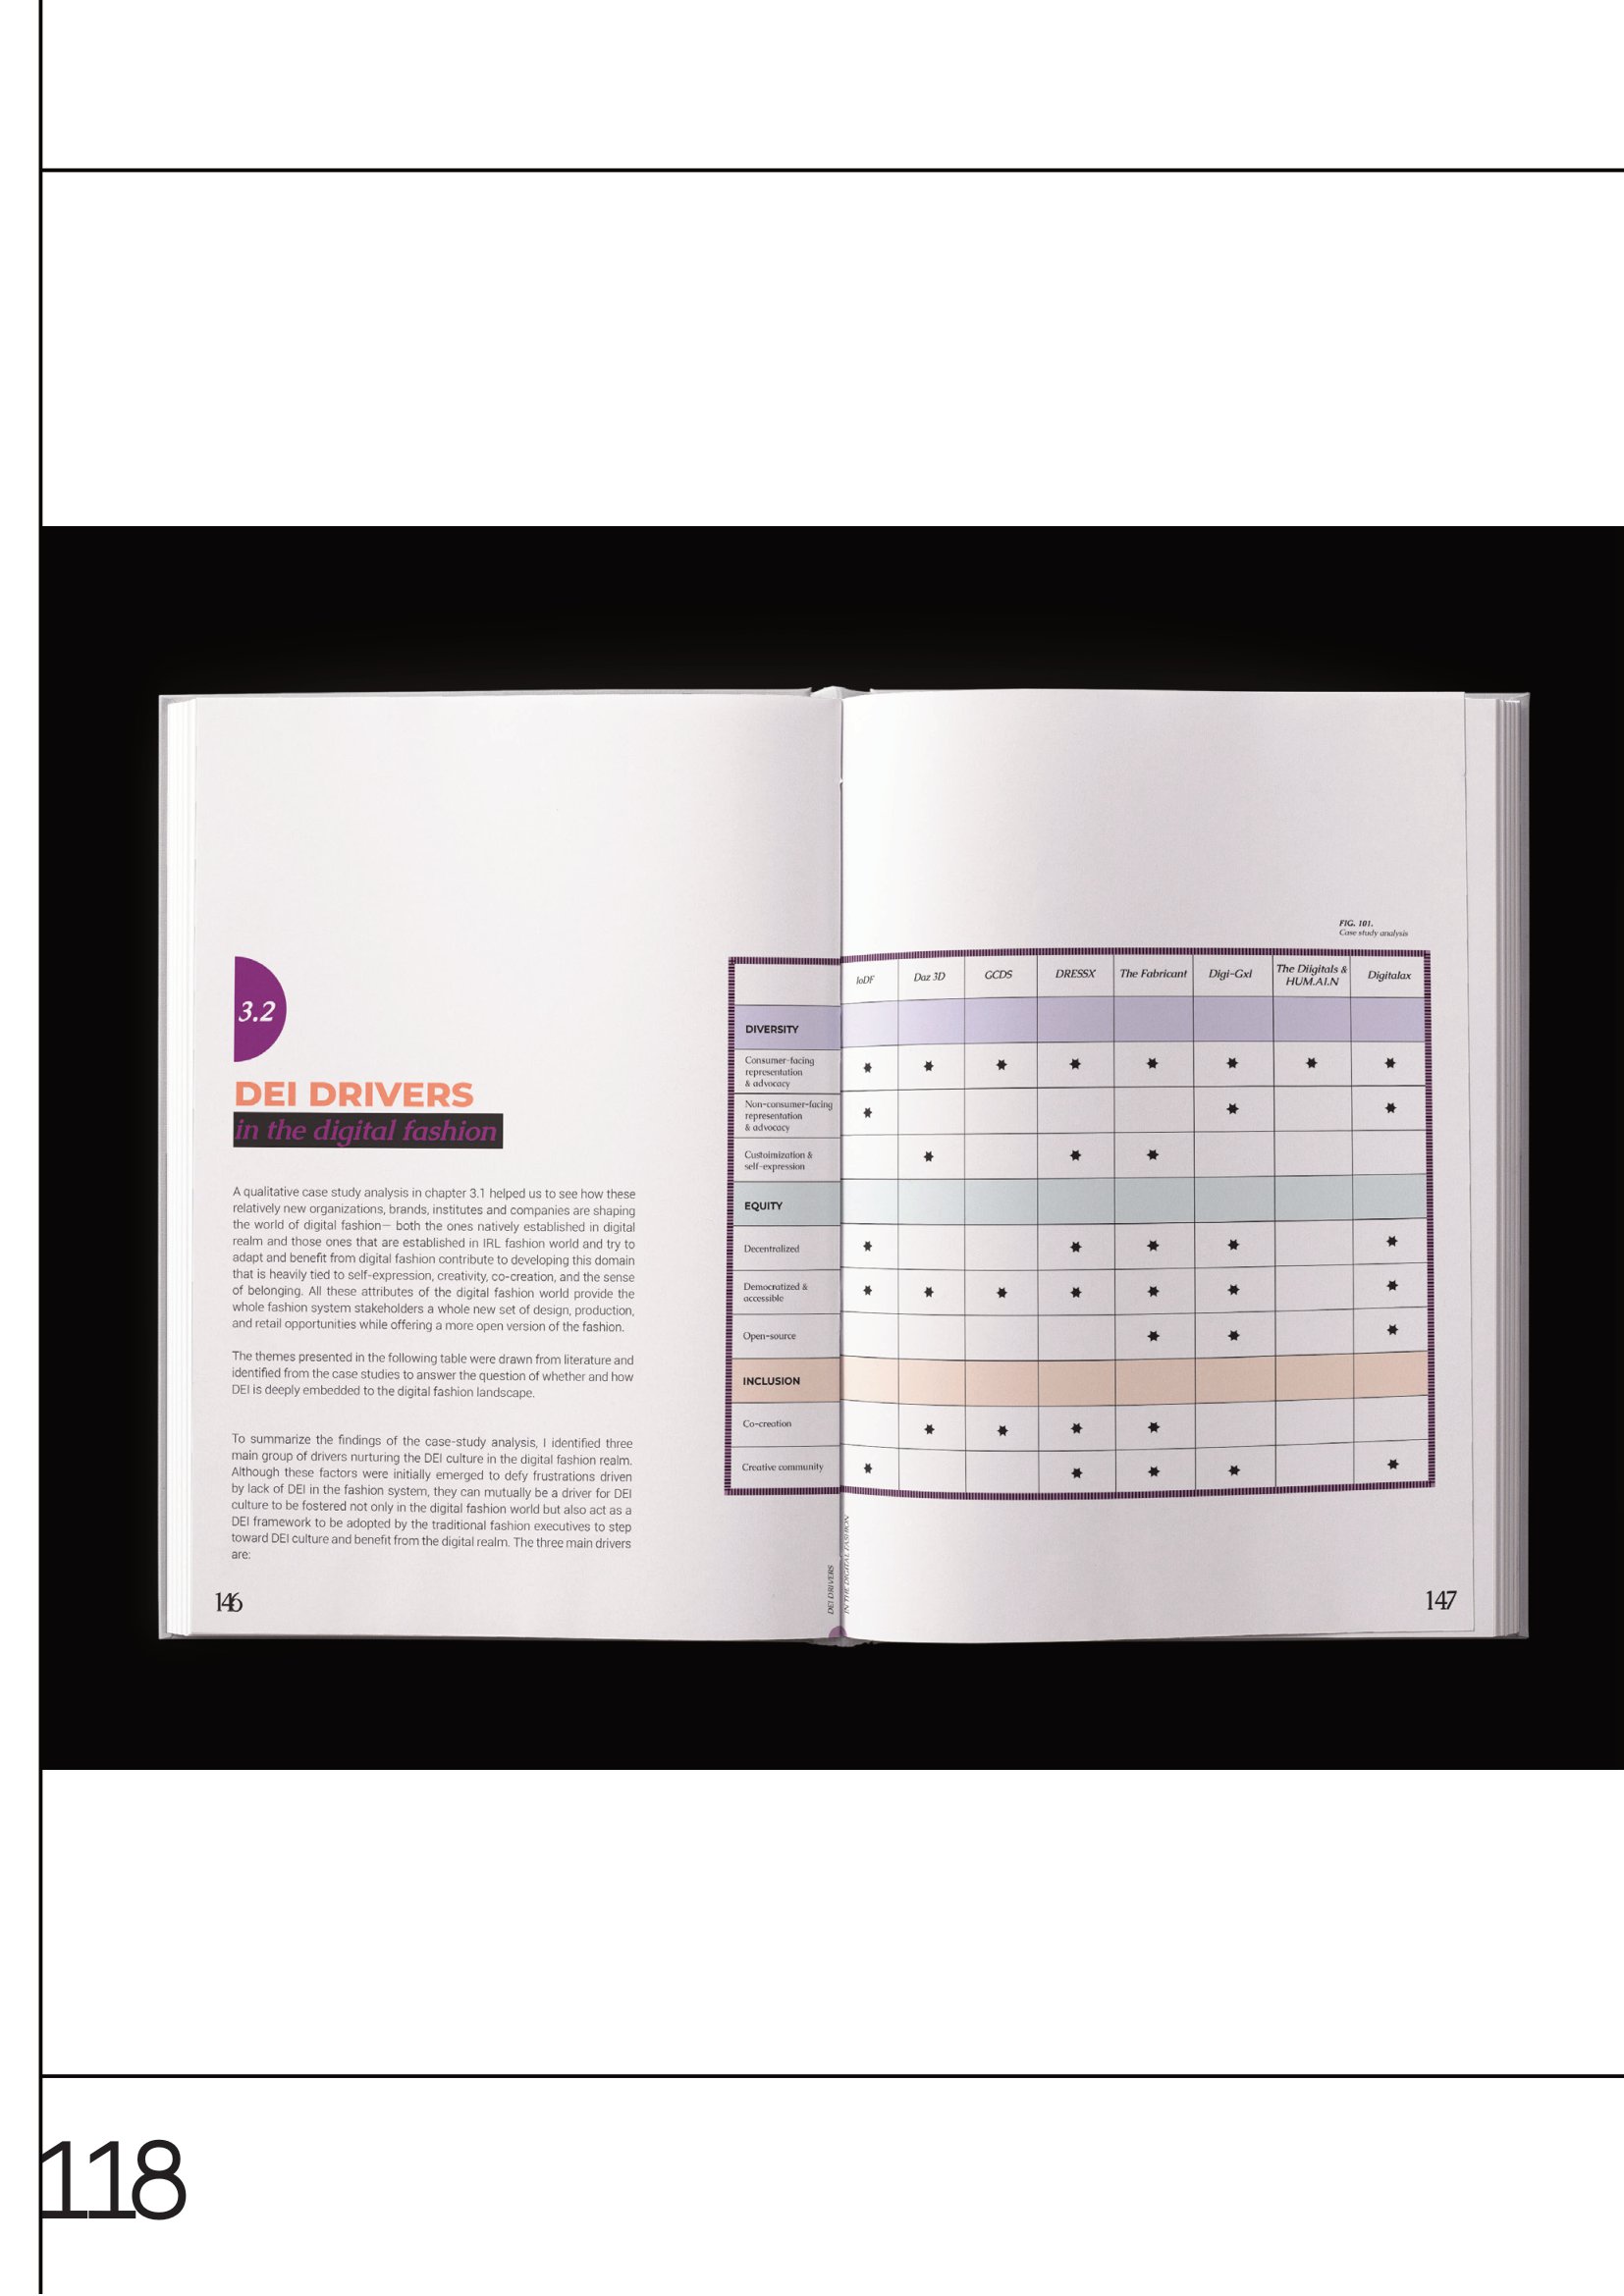 3.2
DEI DRIVERS
in the digital fashion
A qualitative case study analysis in chapter 3.1 helped us to see how these
relatively new organizations, brands, institutes and companies are shaping
the world of digital fashion— both the ones natively established in digital
realm and those ones that are established in IRL fashion world and try to
adapt and benefit from digital fashion contribute to developing this domain
that is heavily tied to self-expression, creativity, co-creation, and the sense
of belonging. All these attributes of the digital fashion world provide the
whole fashion system stakeholders a whole new set of design, production,
and retail opportunities while offering a more open version of the fashion.
The themes presented in the following table were drawn from literature and
identified from the case studies to answer the question of whether and how
DEI is deeply embedded to the digital fashion landscape.
To summarize the findings of the case-study analysis, I identified three
main group of drivers nurturing the DEI culture in the digital fashion realm.
Although these factors were initially emerged to defy frustrations driven
by lack of DEI in the fashion system, they can mutually be a driver for DEI
culture to be fostered not only in the digital fashion world but also act as a
DEI framework to be adopted by the traditional fashion executives to step
toward DEI culture and benefit from the digital realm. The three main drivers
are:
146
DEI DRIVERS
IN THE DIGITAL FASHION
FIG. 101.
Case study analysis
IoDF Daz 3D GCDS DRESSX The Fabricant Digi-Gxl The Diigitals & HUM.AI.N Digitalax
DIVERSITY
Consumer-facing
representation
& advocacy
Non-consumer-facing
representation
& advocacy
Custoimization &
self-expression
EQUITY
Decentralized
Democratized &
accessible
Open-source
INCLUSION
Co-creation
Creative community
147
118